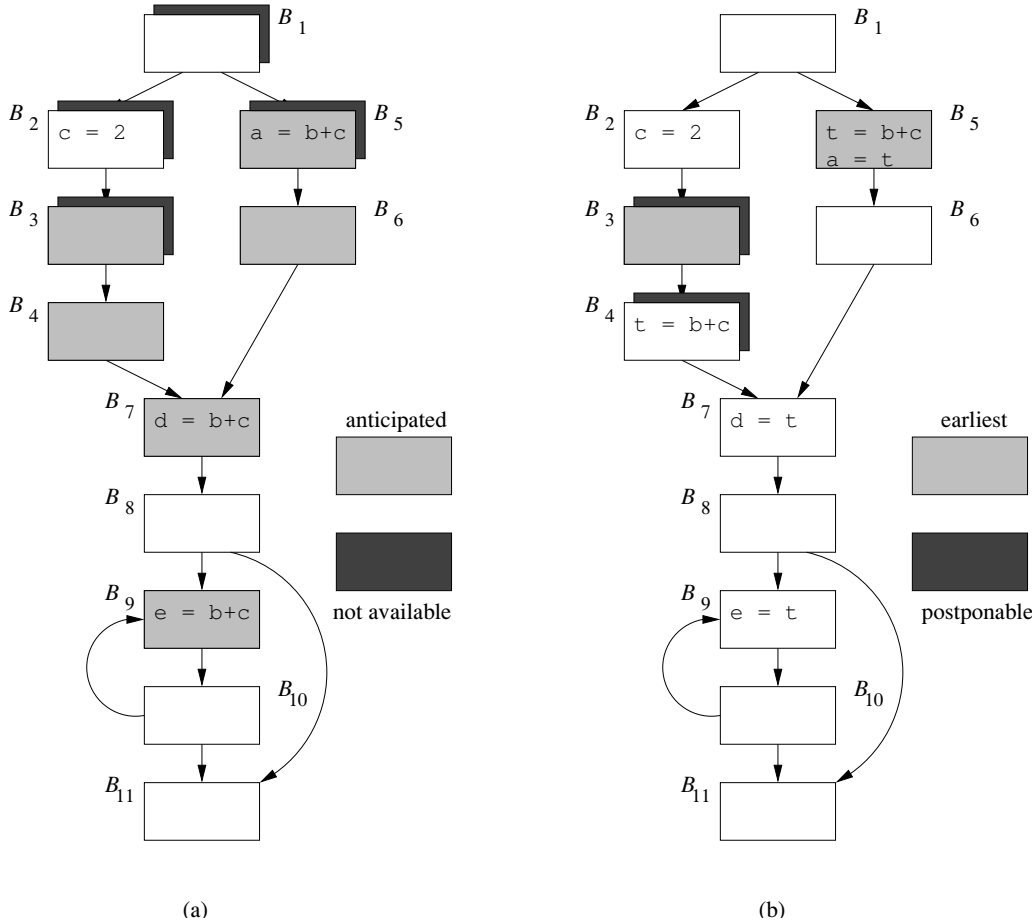 B1
B2
c = 2
a = b+c
B5
B3
B6
B4
B7
d = b+c
anticipated
B8
B9
e = b+c
not available
B10
B11
(a)
B1
B2
c = 2
t = b+c
a = t
B5
B3
B6
B4
t = b+c
B7
d = t
earliest
B8
B9
e = t
postponable
B10
B11
(b)